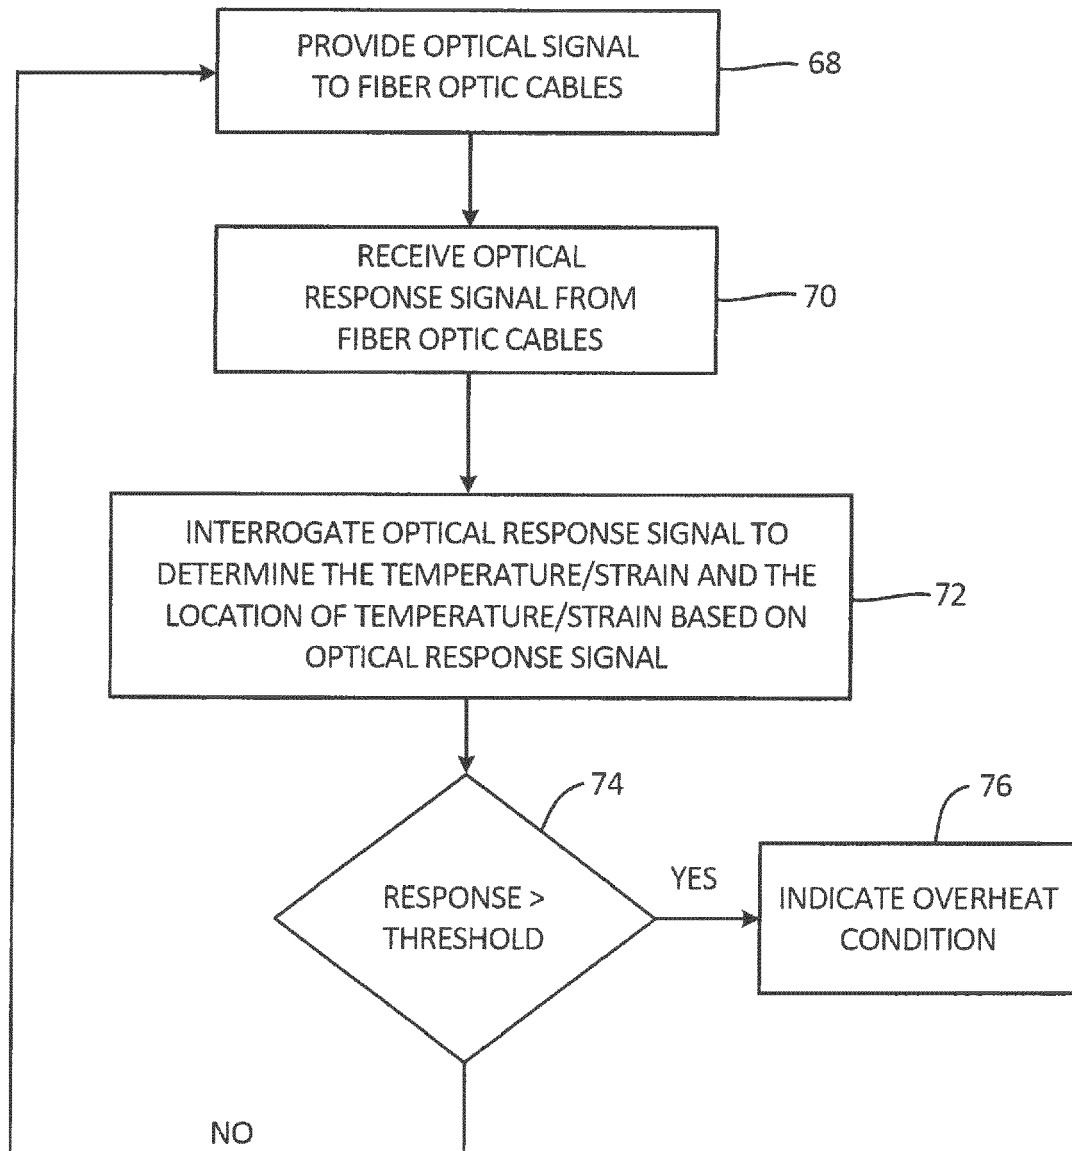 PROVIDE OPTICAL SIGNAL
TO FIBER OPTIC CABLES
68
RECEIVE OPTICAL
RESPONSE SIGNAL FROM
FIBER OPTIC CABLES
70
INTERROGATE OPTICAL RESPONSE SIGNAL TO
DETERMINE THE TEMPERATURE/STRAIN AND THE
LOCATION OF TEMPERATURE/STRAIN BASED ON
OPTICAL RESPONSE SIGNAL
72
74
RESPONSE >
THRESHOLD
YES
76
INDICATE OVERHEAT
CONDITION
NO